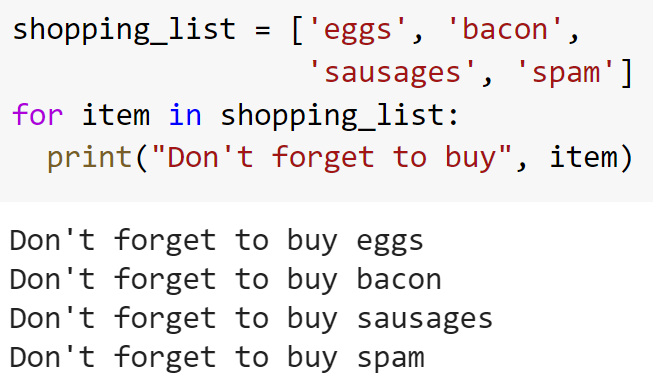 shopping_list = ['eggs', 'bacon',
                 'sausages', 'spam']
for item in shopping_list:
  print("Don't forget to buy", item)
Don't forget to buy eggs
Don't forget to buy bacon
Don't forget to buy sausages
Don't forget to buy spam